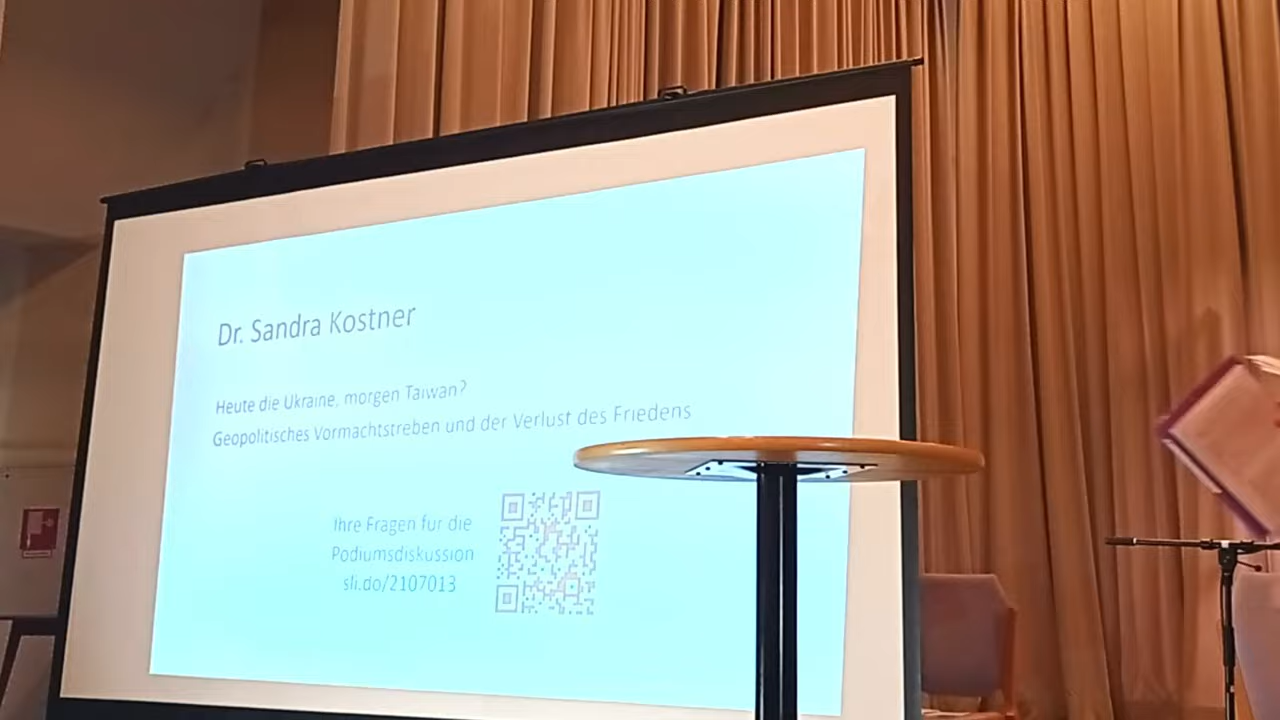 Dr. Sandra Kostner
Heute die Ukraine, morgen Taiwan?
Geopolitisches Vormachtstreben und der Verlust des Friedens
Ihre Fragen für die
Podiumsdiskussion
sli.do/2107013